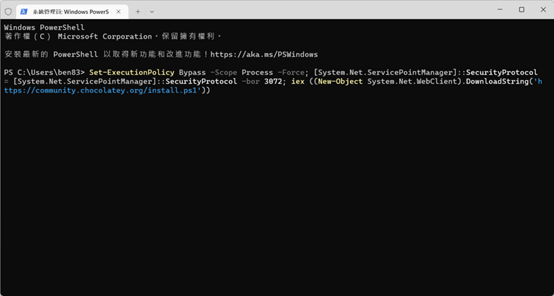 系統管理員: Windows PowerS
Windows PowerShell
著作權 (C) Microsoft Corporation。保留擁有權利。
安裝最新的 PowerShell 以取得新功能和改進功能！https://aka.ms/PSWindows
PS C:\Users\ben83> Set-ExecutionPolicy Bypass -Scope Process -Force; [System.Net.ServicePointManager]::SecurityProtocol
= [System.Net.ServicePointManager]::SecurityProtocol -bor 3072; iex ((New-Object System.Net.WebClient).DownloadString('h
ttps://community.chocolatey.org/install.ps1'))